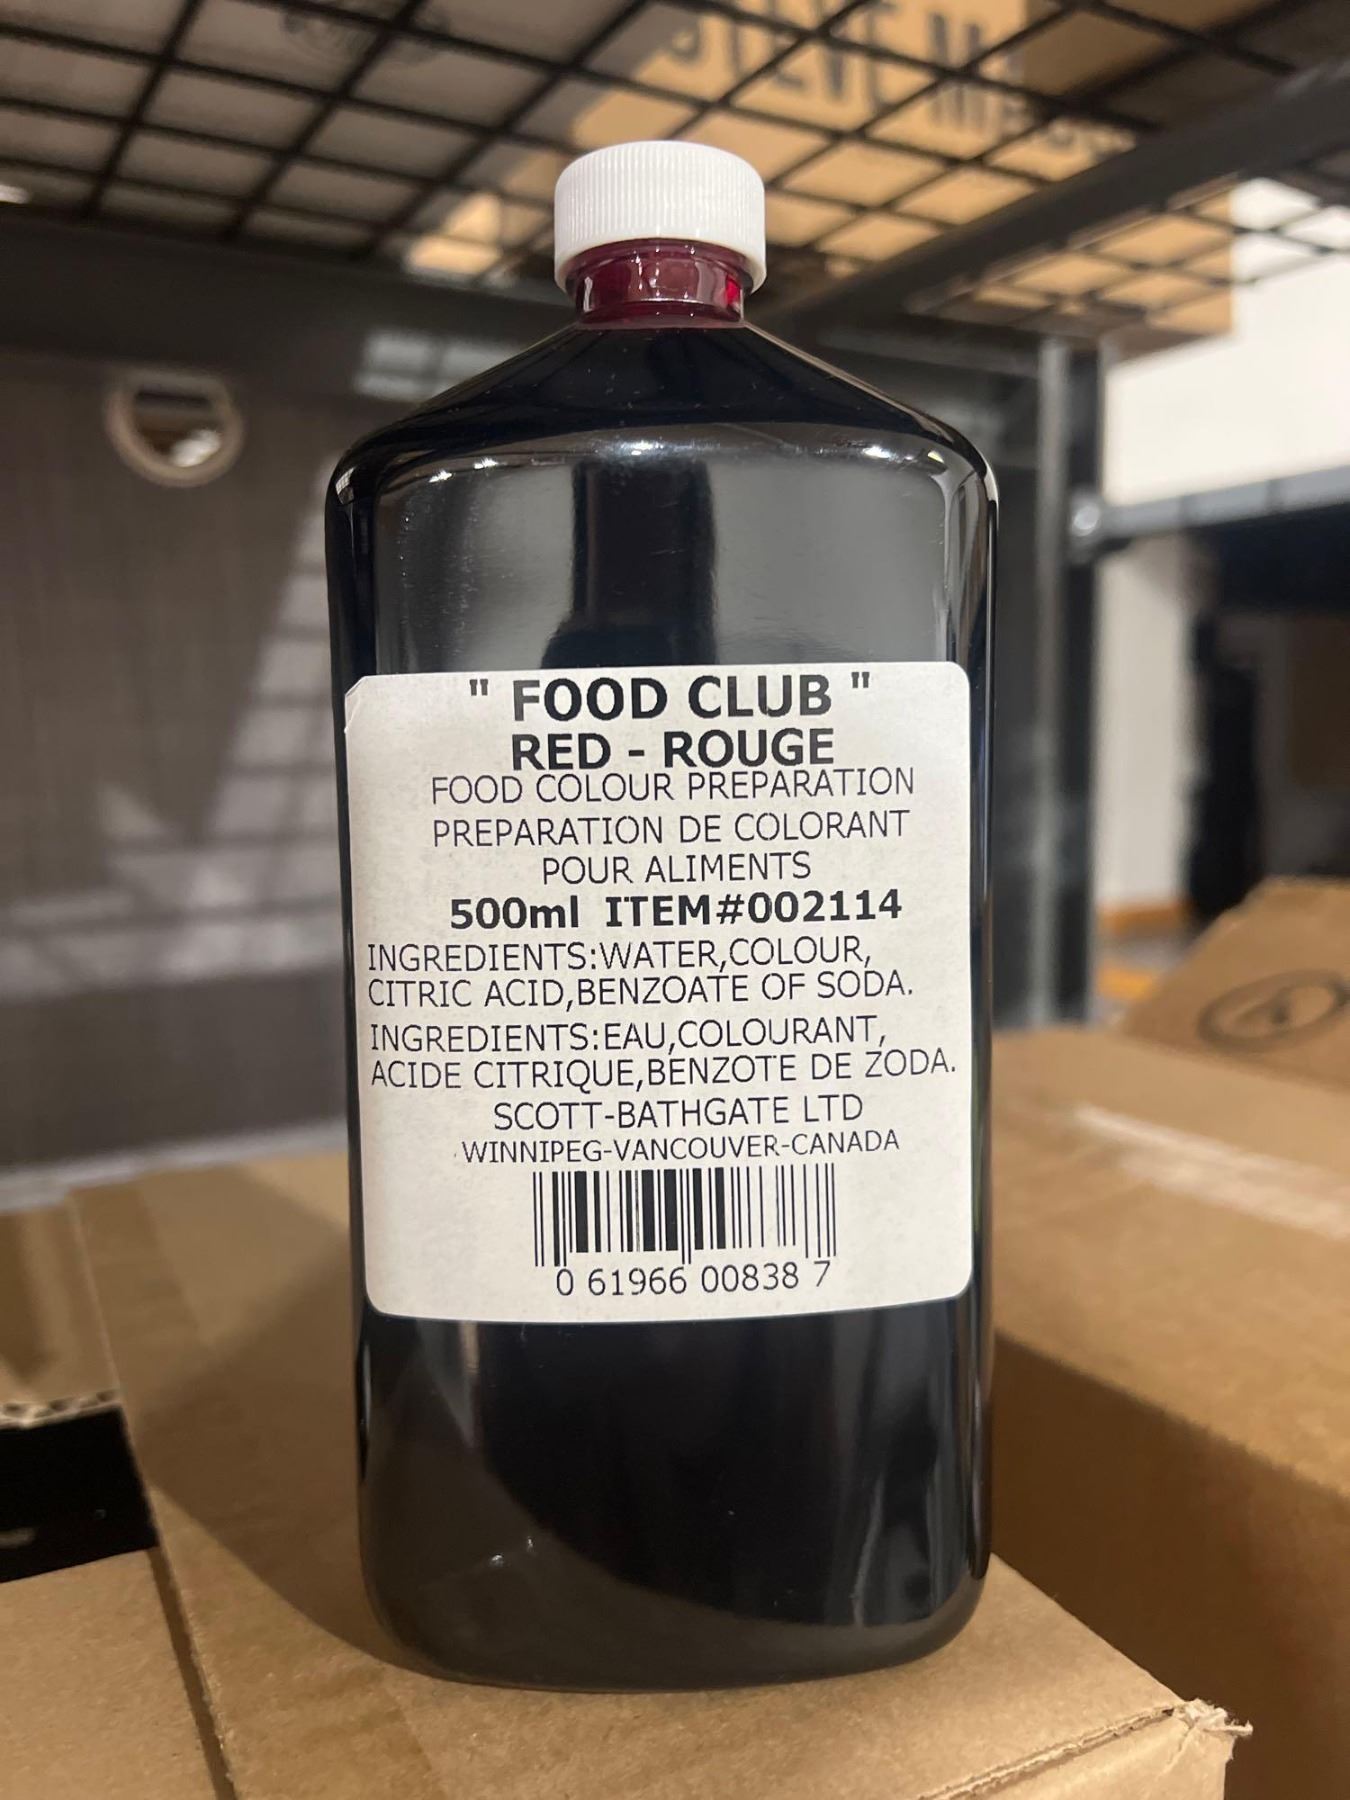 STEVE M
" FOOD CLUB "
RED - ROUGE
FOOD COLOUR PREPARATION
PREPARATION DE COLORANT
POUR ALIMENTS
500ml ITEM#002114
INGREDIENTS:WATER,COLOUR,
CITRIC ACID,BENZOATE OF SODA.
INGREDIENTS:EAU,COLOURANT,
ACIDE CITRIQUE,BENZOTE DE ZODA.
SCOTT-BATHGATE LTD
WINNIPEG-VANCOUVER-CANADA
0 61966 00838 7